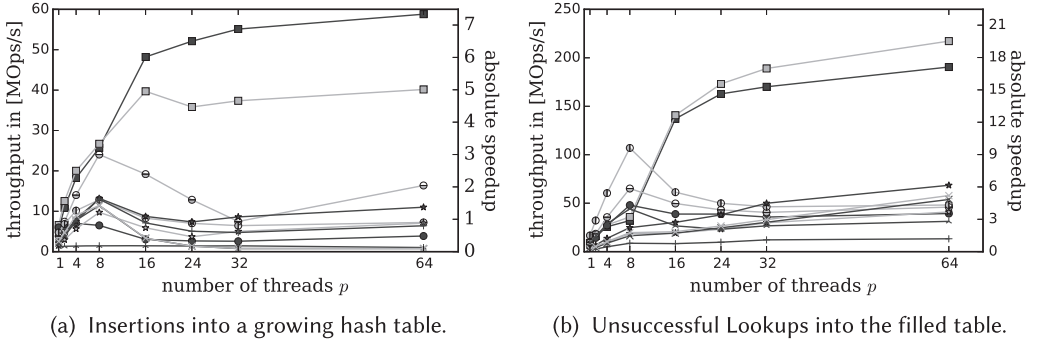 60
50
40
30
20
10
0
throughput in [MOps/s]
7
6
5
4
3
2
1
0
absolute speedup
1 4 8 16 24 32 64
number of threads p
(a) Insertions into a growing hash table.
250
200
150
100
50
0
throughput in [MOps/s]
21
18
15
12
9
6
3
0
absolute speedup
1 4 8 16 24 32 64
number of threads p
(b) Unsuccessful Lookups into the filled table.